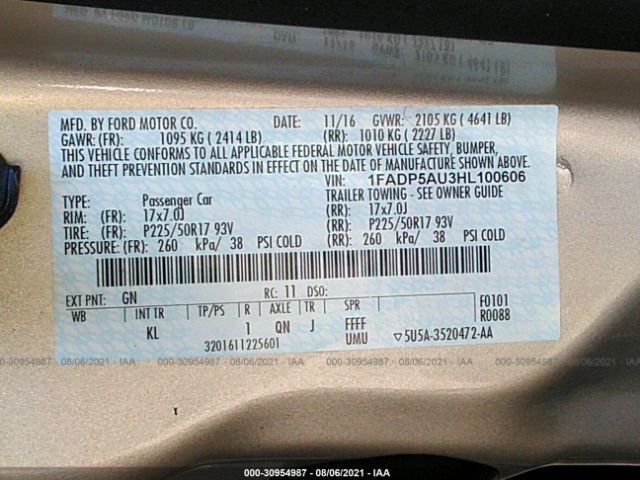 MFD. BY FORD MOTOR CO. DATE: 11/16 GVWR: 2105 KG ( 4641 LB)
GAWR: (FR): 1095 KG ( 2414 LB) (RR): 1010 KG ( 2227 LB)
THIS VEHICLE CONFORMS TO ALL APPLICABLE FEDERAL MOTOR VEHICLE SAFETY, BUMPER,
AND THEFT PREVENTION STANDARDS IN EFFECT ON THE DATE OF MANUFACTURE SHOWN ABOVE.
VIN: 1FADP5AU3HL100606
TYPE: Passenger Car TRAILER TOWING - SEE OWNER GUIDE
RIM: (FR): 17x7.0J (RR): 17x7.0J
TIRE: (FR): P225/50R17 93V (RR): P225/50R17 93V
PRESSURE: (FR): 260 kPa/ 38 PSI COLD (RR): 260 kPa/ 38 PSI COLD
EXT PNT: GN RC: 11 DSO: F0101
WB INT TR TP/PS R AXLE TR SPR R0088
KL 1 QN J FFFF
3201611225601 UMU ▽5U5A-3520472-AA
000-30954987 - 08/06/2021 - IAA